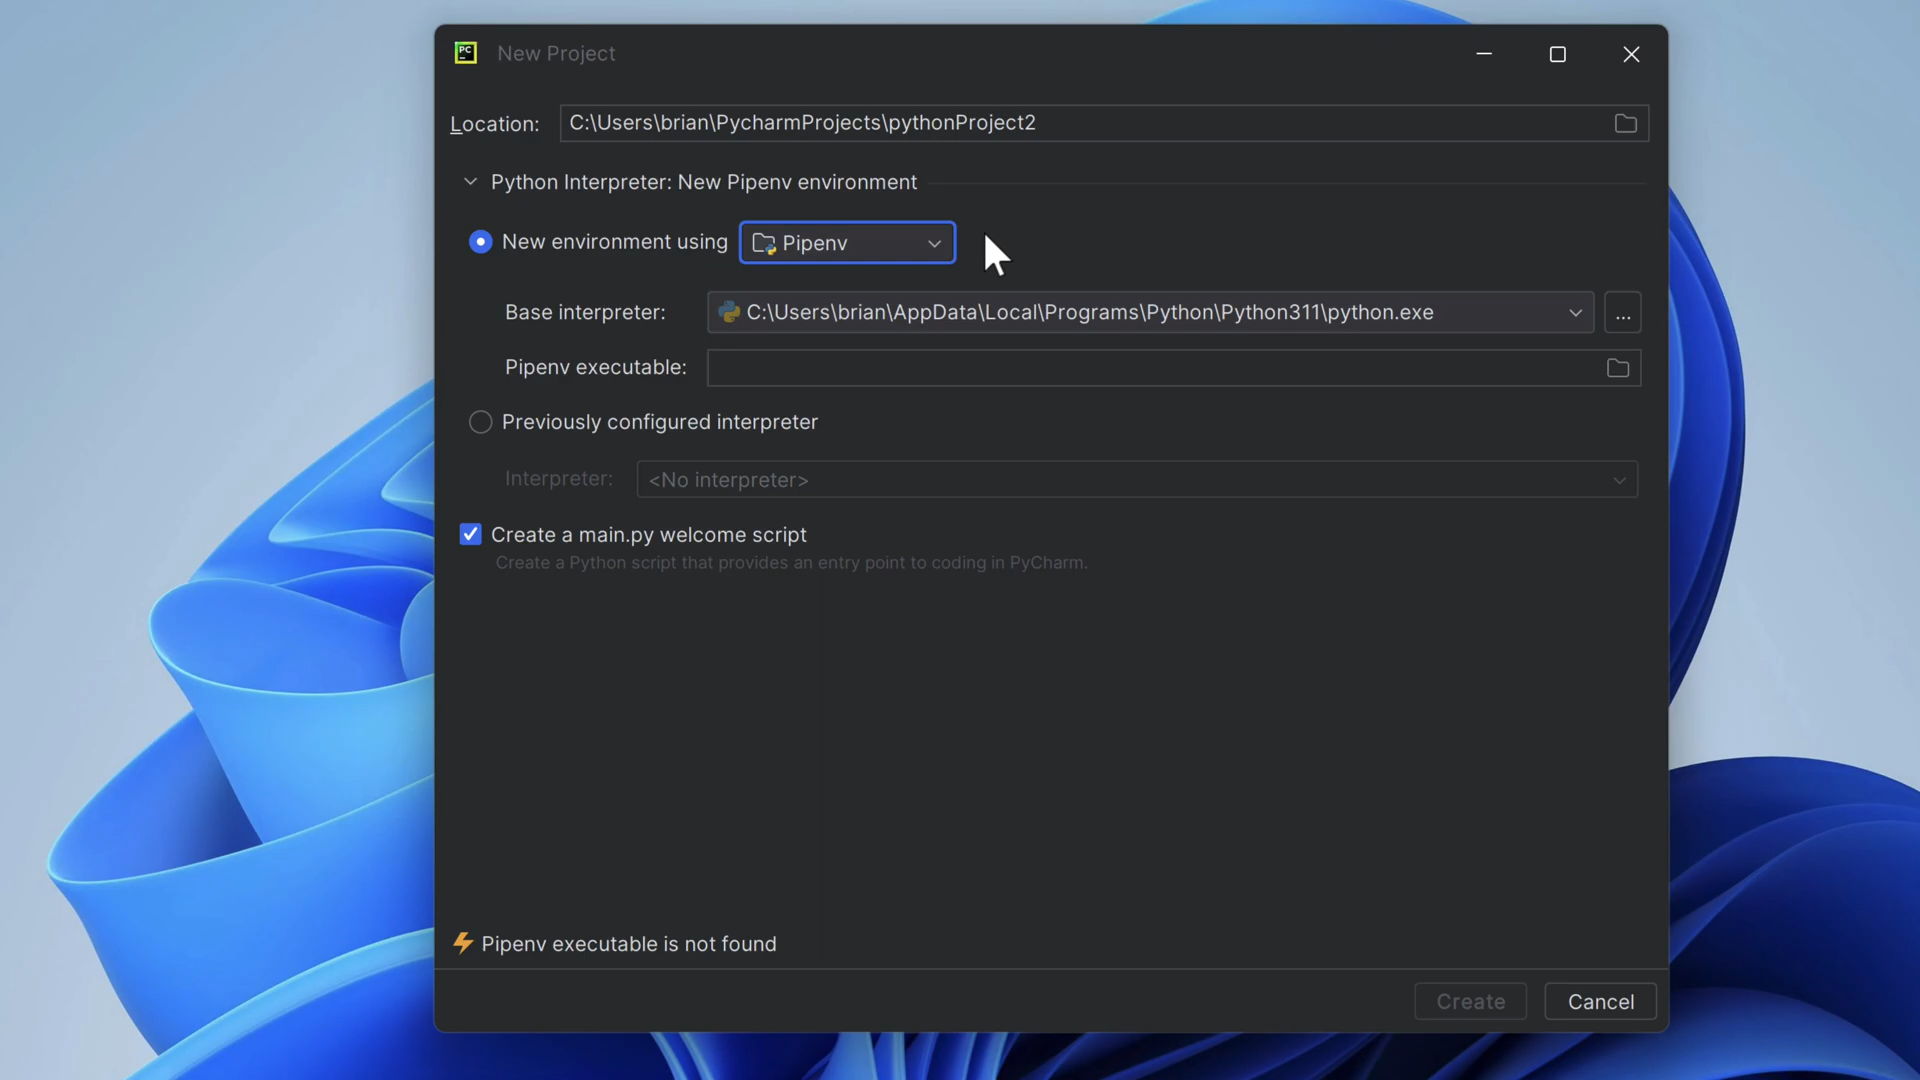 PC
New Project
Location: C:\Users\brian\PycharmProjects\pythonProject2
Python Interpreter: New Pipenv environment
New environment using Pipenv
Base interpreter: C:\Users\brian\AppData\Local\Programs\Python\Python311\python.exe ...
Pipenv executable:
Previously configured interpreter
Interpreter: <No interpreter>
Create a main.py welcome script
Create a Python script that provides an entry point to coding in PyCharm.
Pipenv executable is not found
Create Cancel